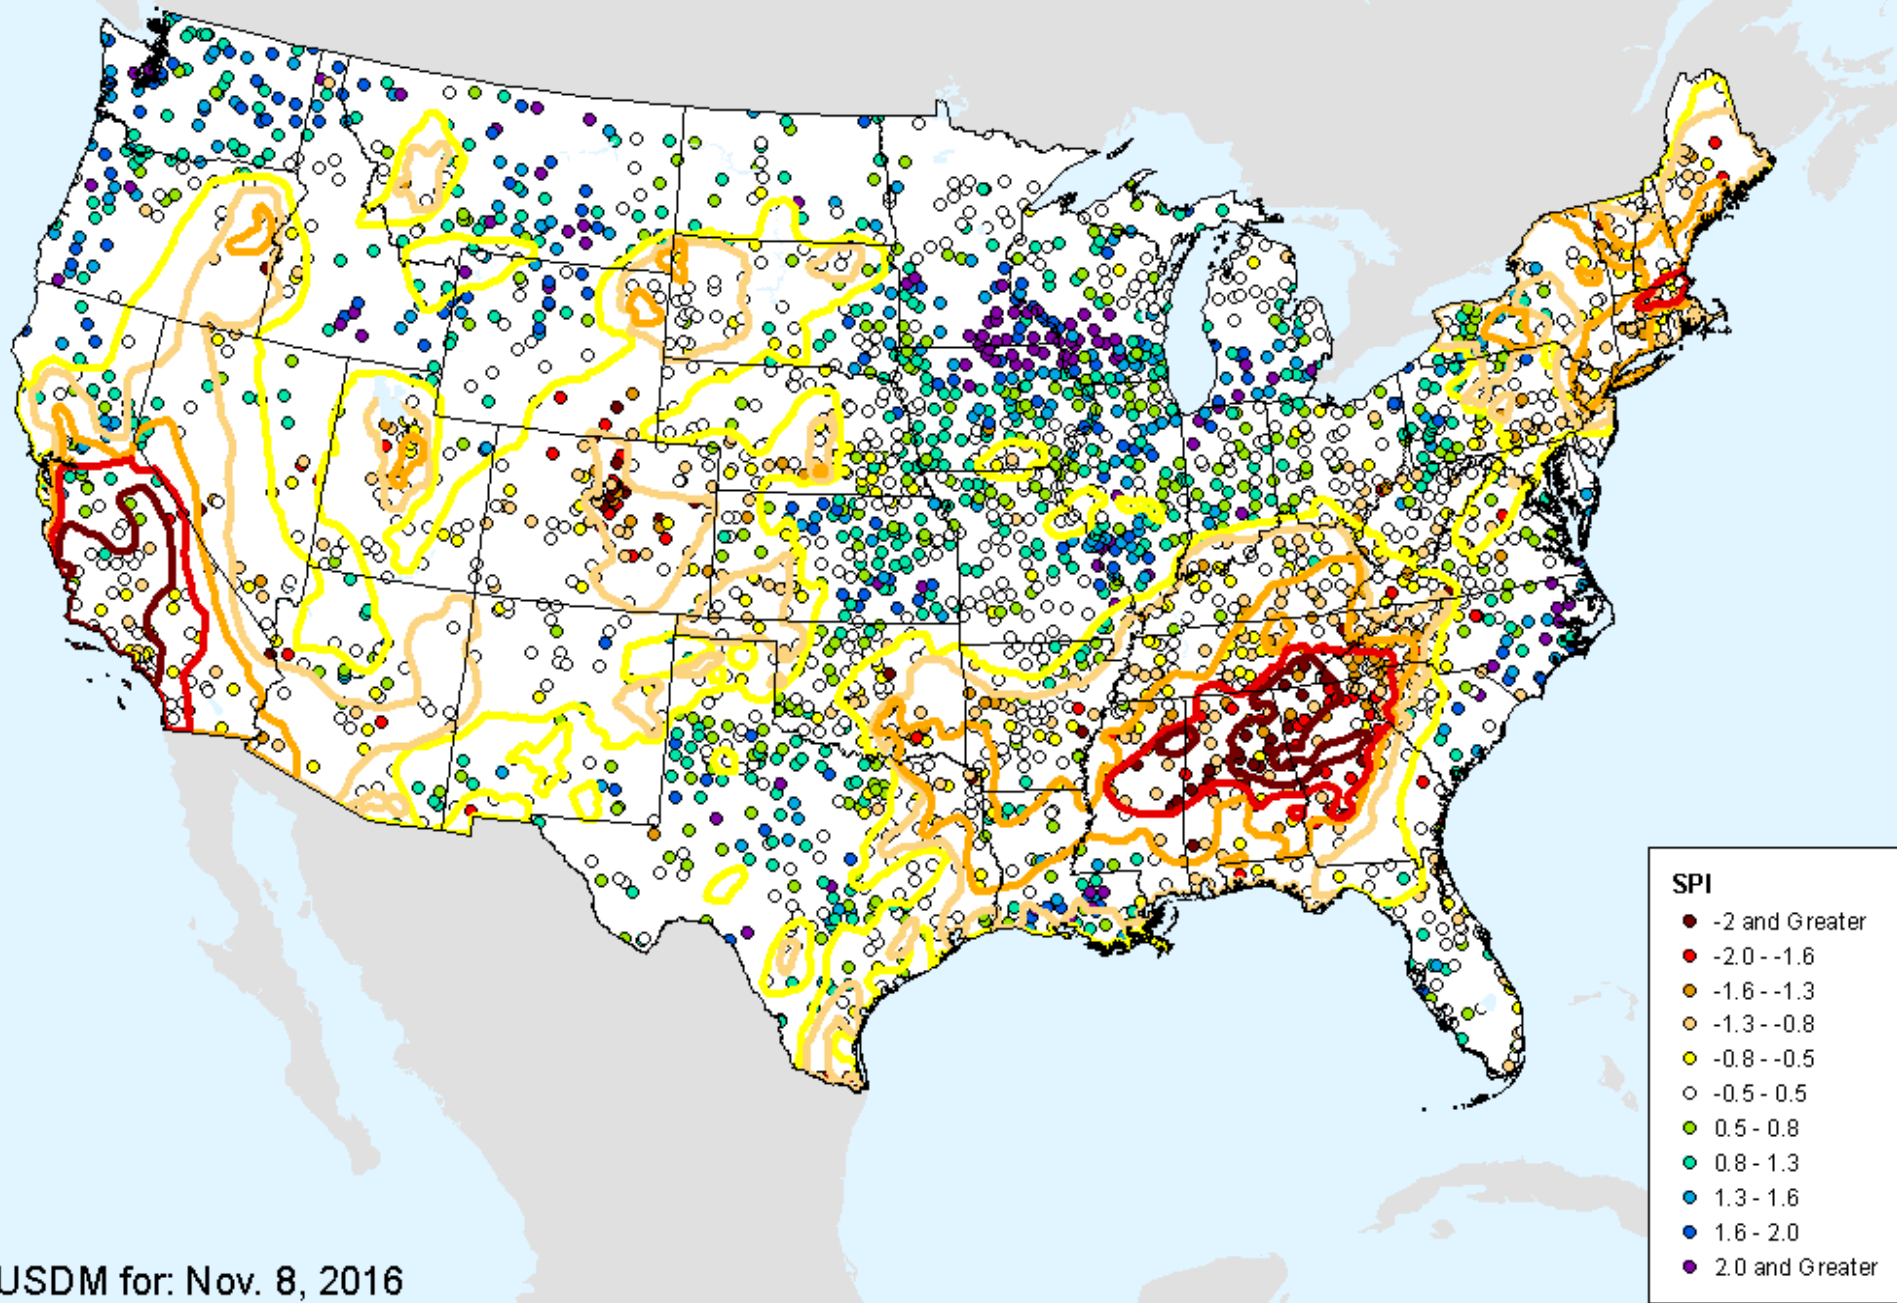 SPI
-2 and Greater
-2.0 - -1.6
-1.6 - -1.3
-1.3 - -0.8
-0.8 - -0.5
-0.5 - 0.5
0.5 - 0.8
0.8 - 1.3
1.3 - 1.6
1.6 - 2.0
2.0 and Greater
USDM for: Nov. 8, 2016